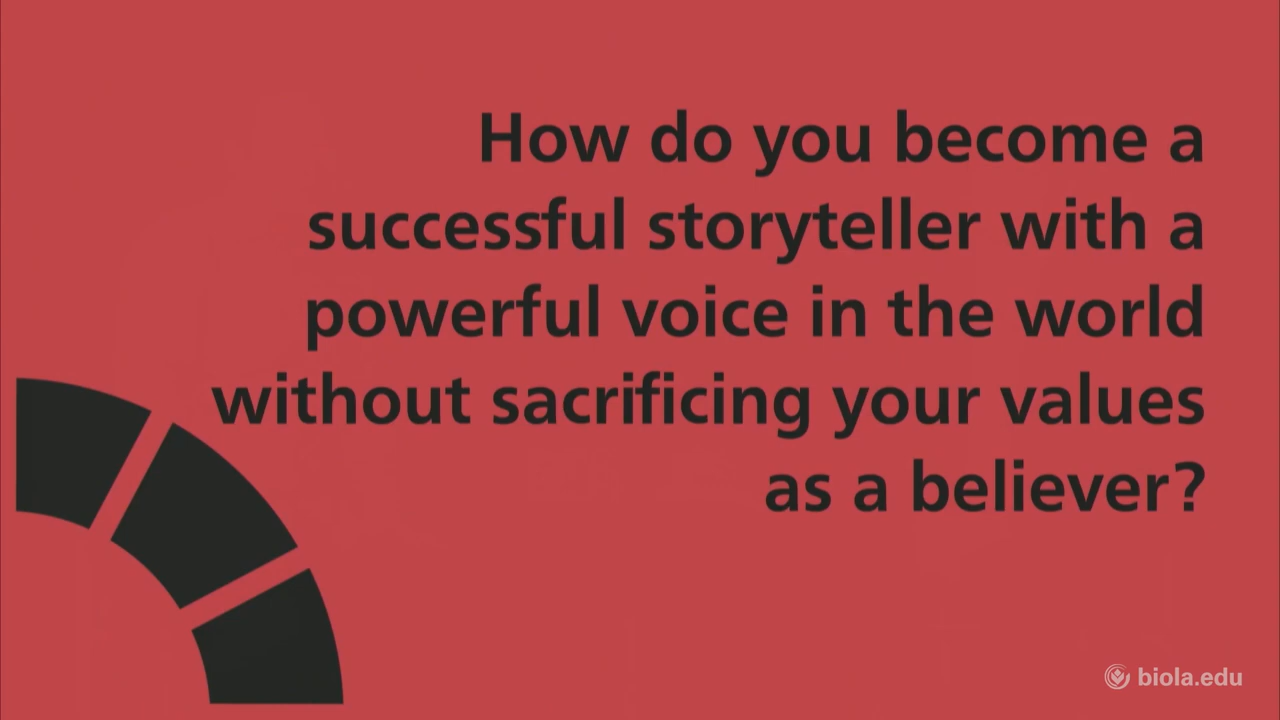 How do you become a
successful storyteller with a
powerful voice in the world
without sacrificing your values
as a believer?
biola.edu